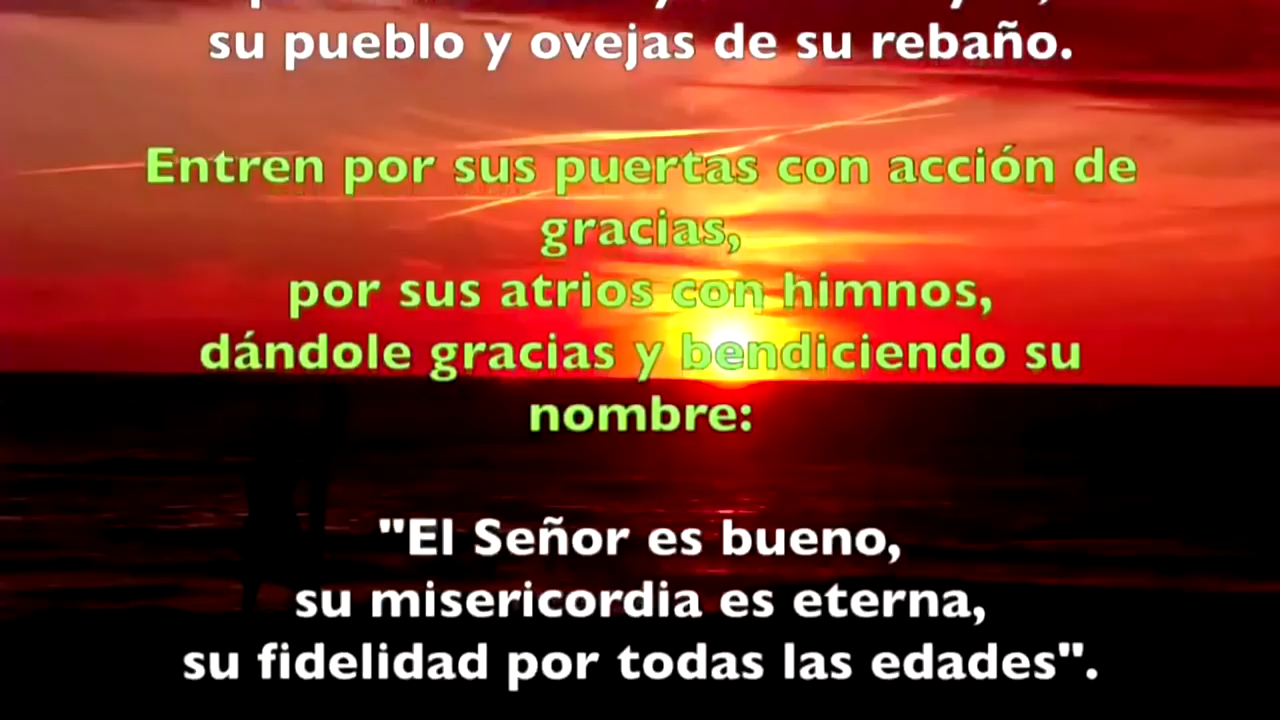 su pueblo y ovejas de su rebaño.
Entren por sus puertas con acción de
gracias,
por sus atrios con himnos,
dándole gracias y bendiciendo su
nombre:
"El Señor es bueno,
su misericordia es eterna,
su fidelidad por todas las edades".